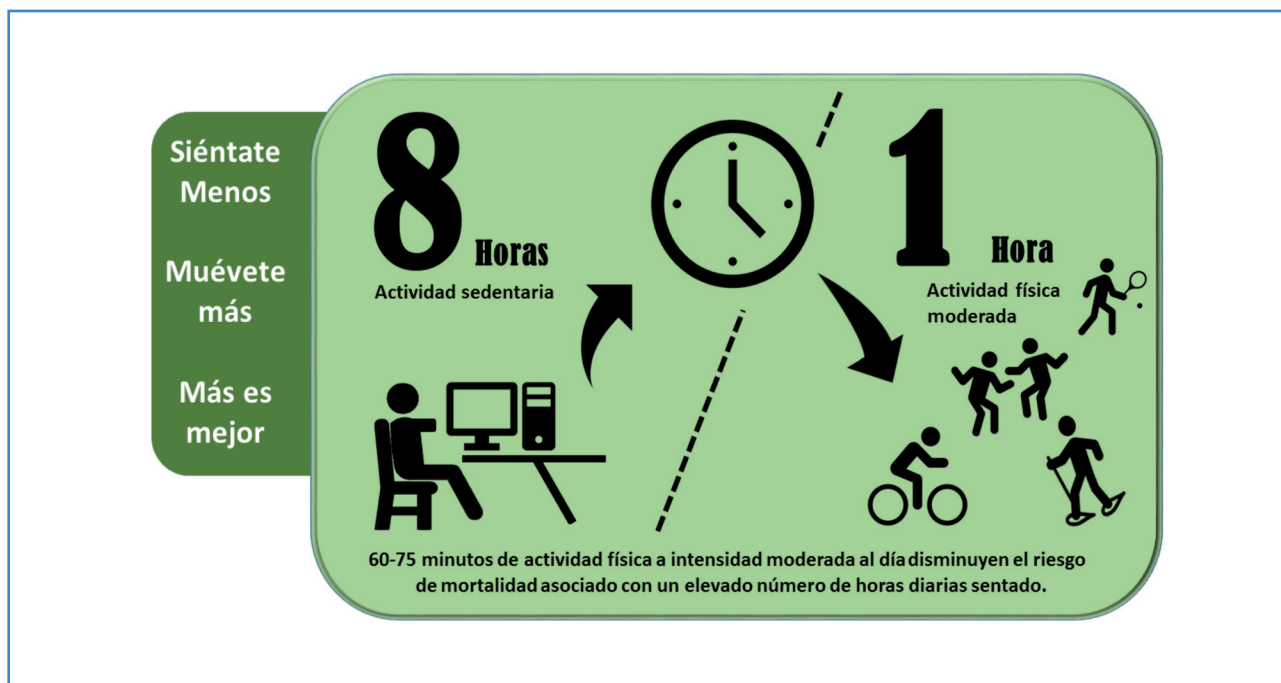 Siéntate
Menos
Muévete
más
Más es
mejor
8 Horas
Actividad sedentaria
1 Hora
Actividad física
moderada
60-75 minutos de actividad física a intensidad moderada al día disminuyen el riesgo
de mortalidad asociado con un elevado número de horas diarias sentado.